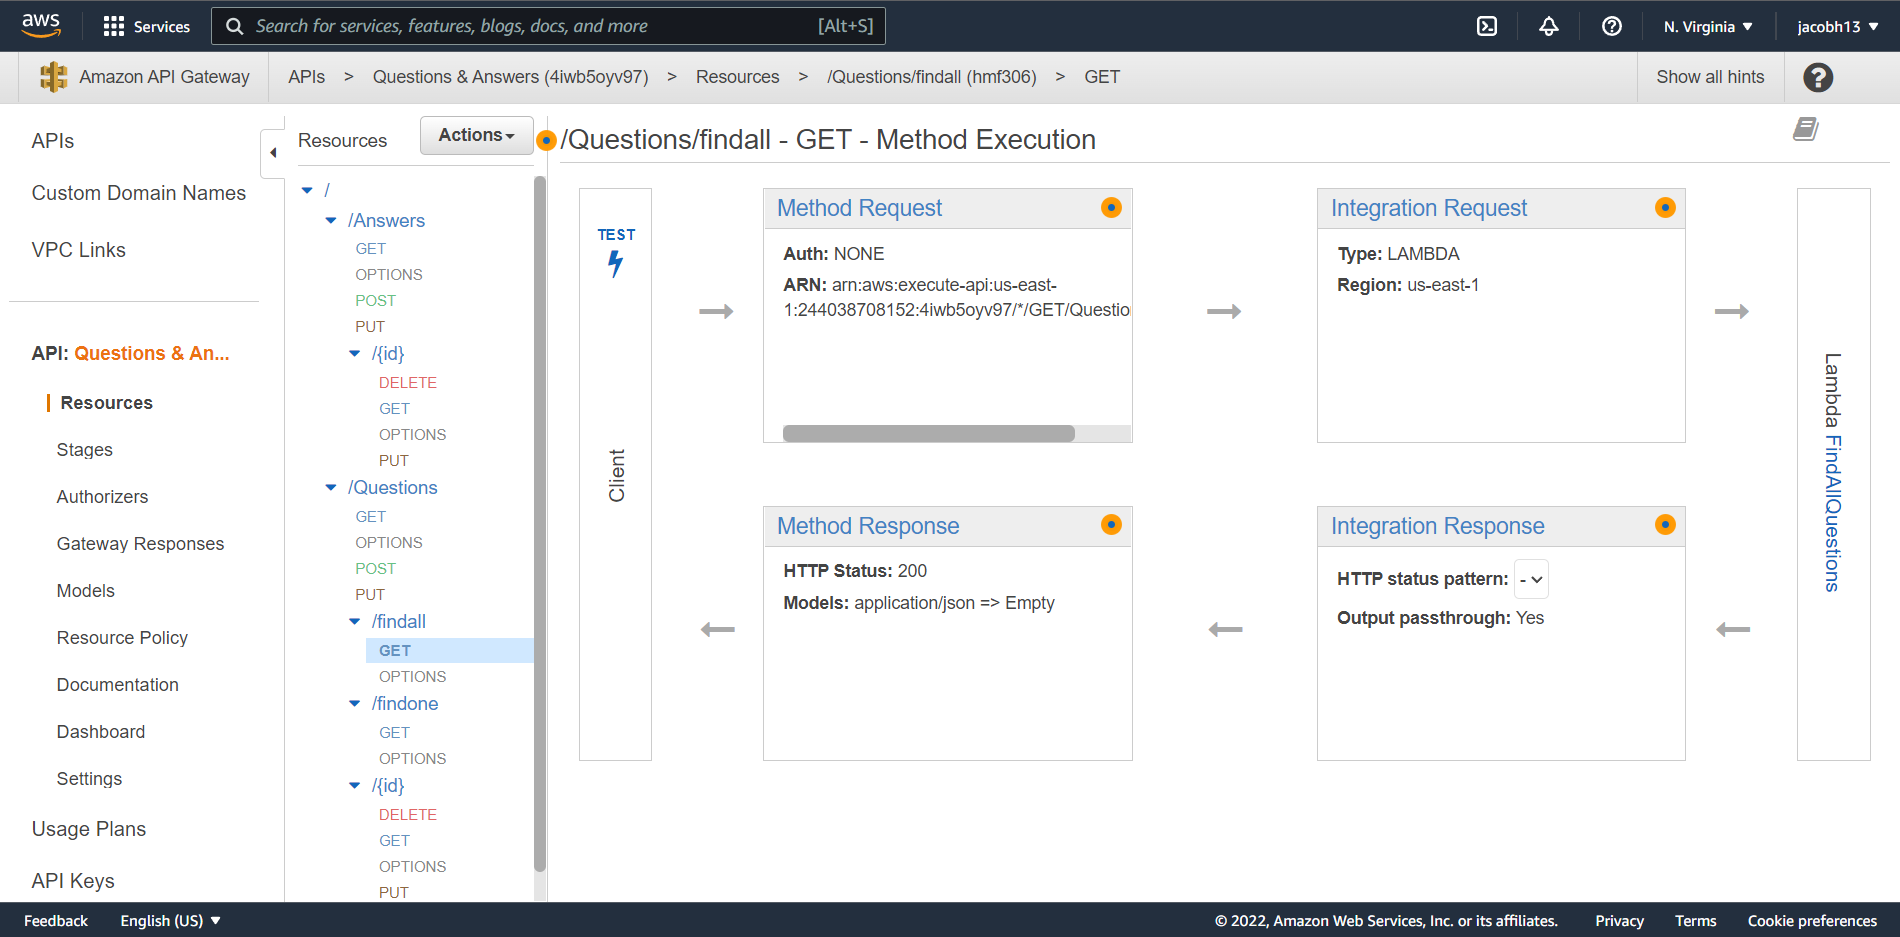 aws
Services
Search for services, features, blogs, docs, and more
[Alt+S]
N. Virginia ▼
jacobh13 ▼
Amazon API Gateway
APIs > Questions & Answers (4iwb5oyv97) > Resources > /Questions/findall (hmf306) > GET
Show all hints
?
APIs
Custom Domain Names
VPC Links
API: Questions & An...
Resources
Stages
Authorizers
Gateway Responses
Models
Resource Policy
Documentation
Dashboard
Settings
Usage Plans
API Keys
Resources
Actions
/
/Answers
GET
OPTIONS
POST
PUT
/{id}
DELETE
GET
OPTIONS
PUT
/Questions
GET
OPTIONS
POST
PUT
/findall
GET
OPTIONS
/findone
GET
OPTIONS
/{id}
DELETE
GET
OPTIONS
PUT
/Questions/findall - GET - Method Execution
TEST
Client
Method Request
Auth: NONE
ARN: arn:aws:execute-api:us-east-
1:244038708152:4iwb5oyv97/*/GET/Questio
Integration Request
Type: LAMBDA
Region: us-east-1
Lambda FindAllQuestions
Method Response
HTTP Status: 200
Models: application/json => Empty
Integration Response
HTTP status pattern: -
Output passthrough: Yes
Feedback
English (US) ▼
© 2022, Amazon Web Services, Inc. or its affiliates.
Privacy
Terms
Cookie preferences